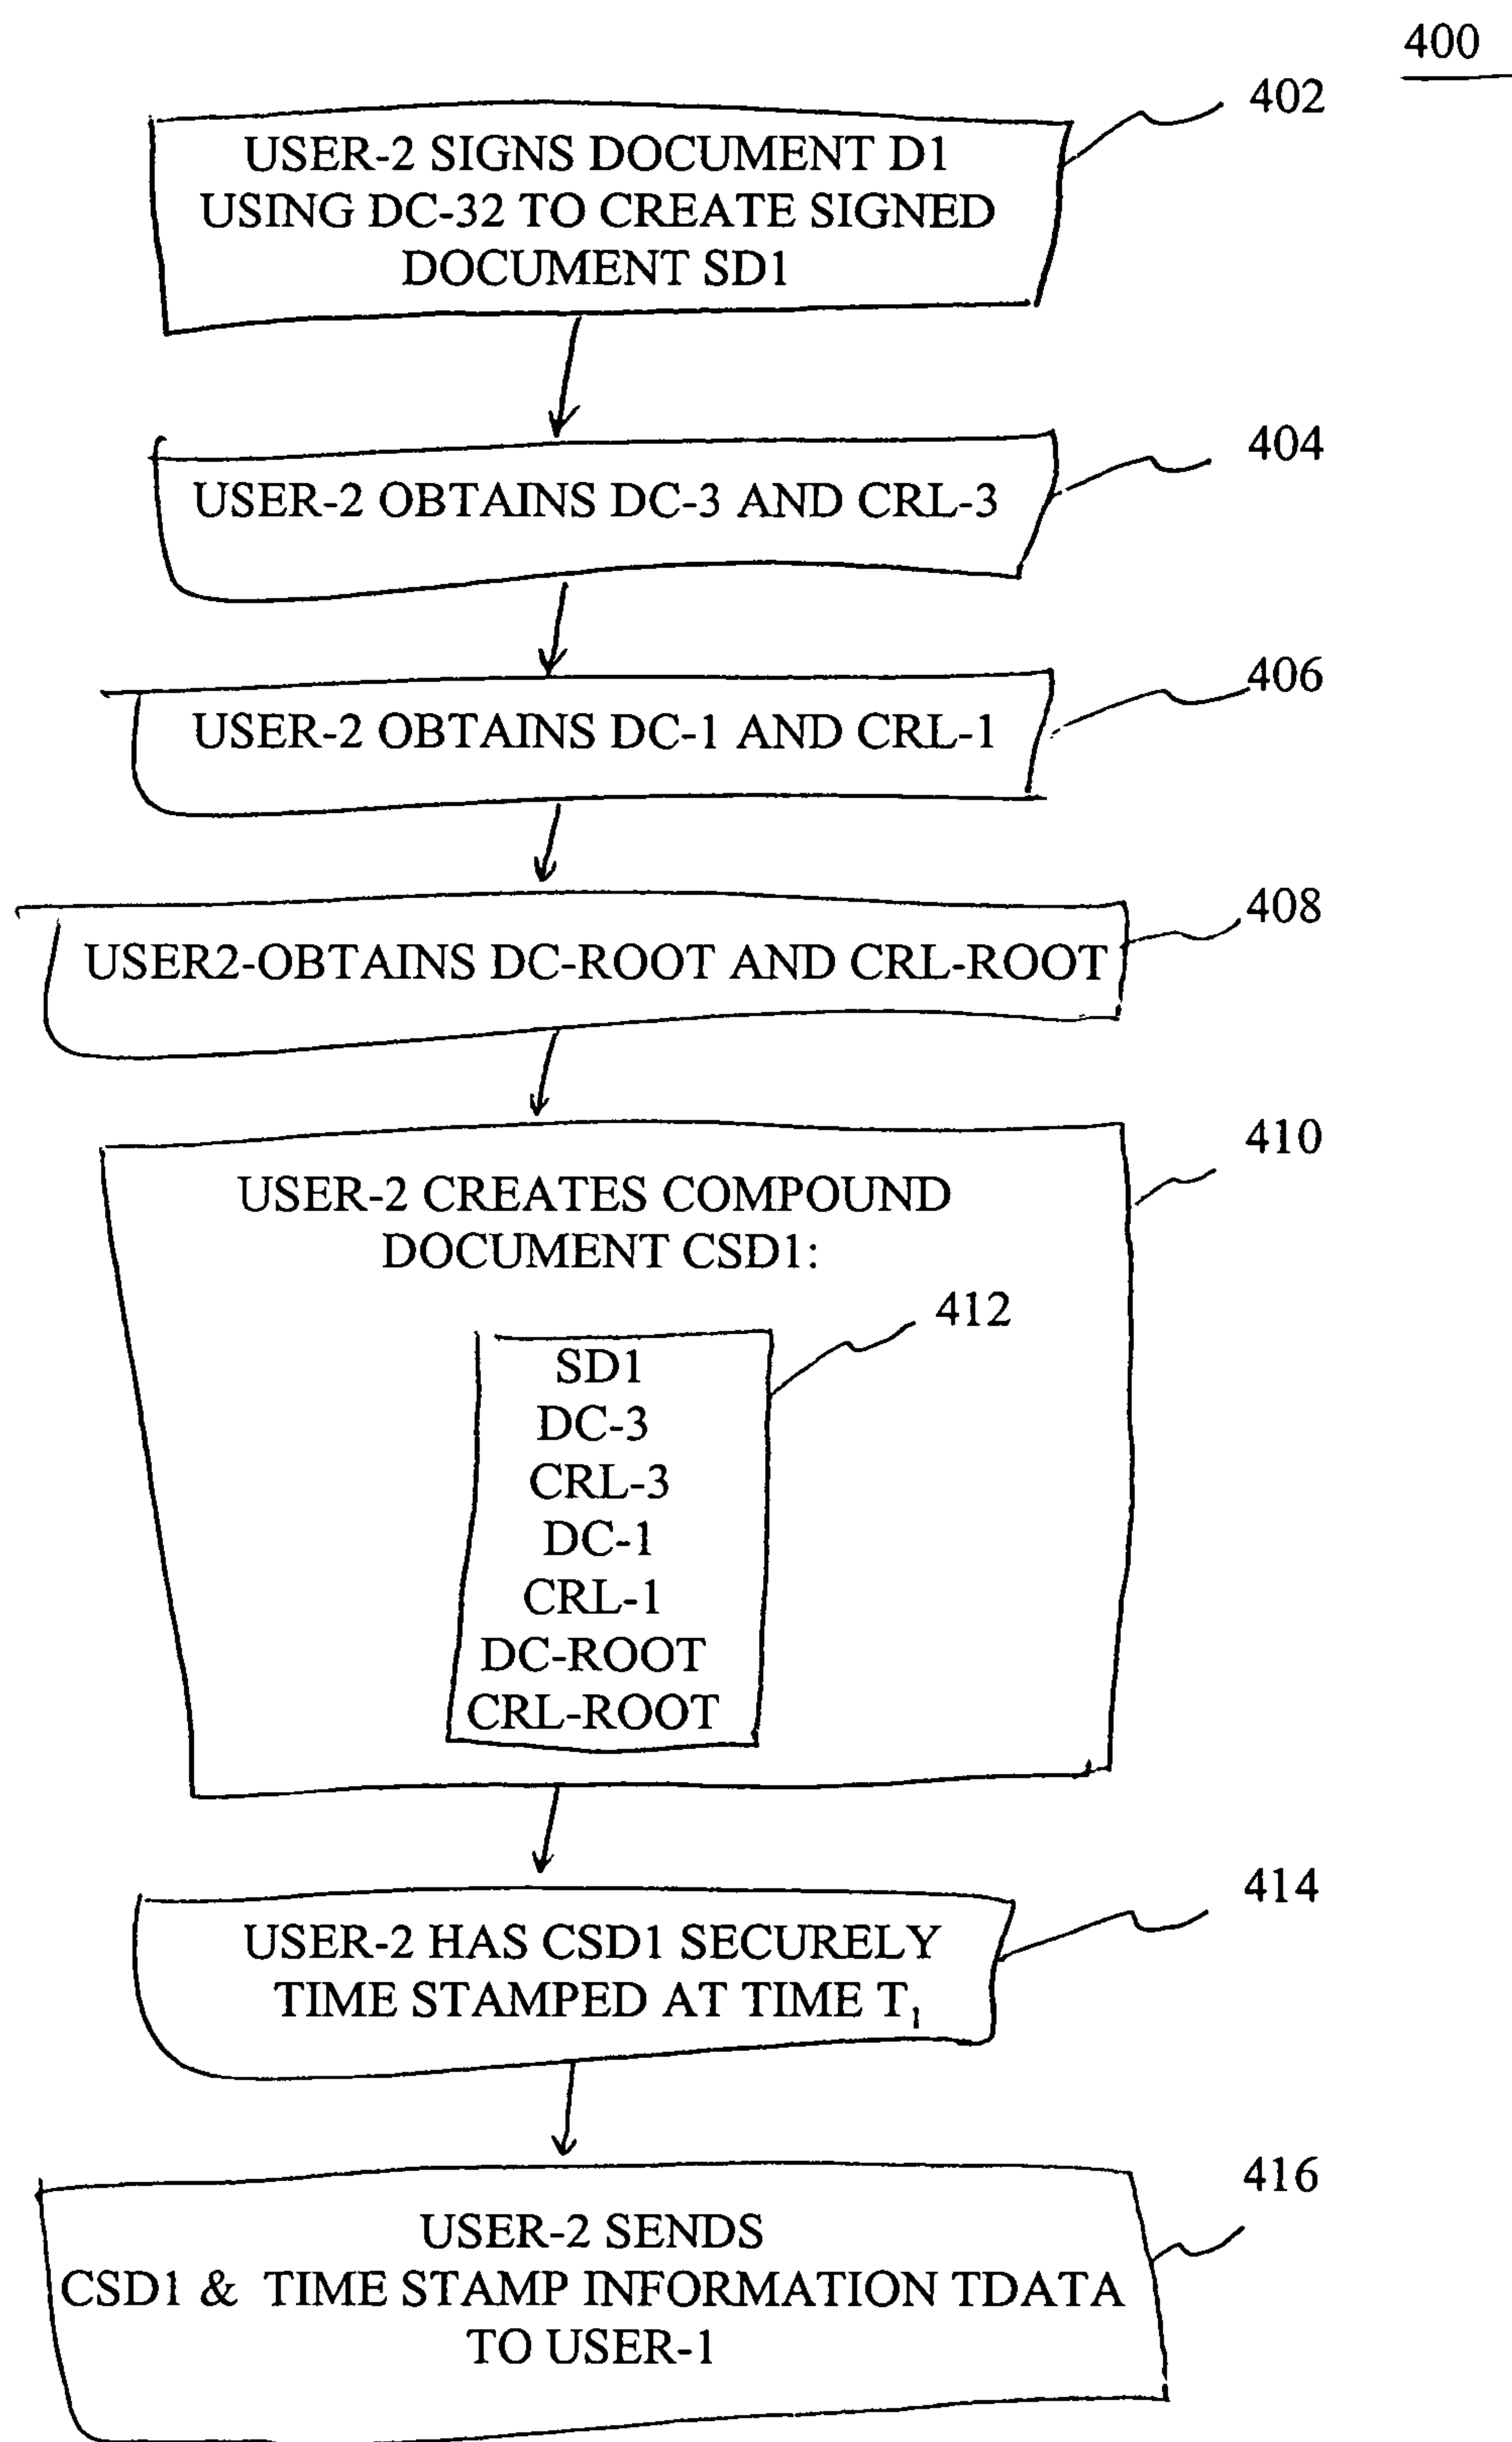 400
402
USER-2 SIGNS DOCUMENT D1
USING DC-32 TO CREATE SIGNED
DOCUMENT SD1
404
USER-2 OBTAINS DC-3 AND CRL-3
406
USER-2 OBTAINS DC-1 AND CRL-1
408
USER2-OBTAINS DC-ROOT AND CRL-ROOT
410
USER-2 CREATES COMPOUND
DOCUMENT CSD1:
412
SD1
DC-3
CRL-3
DC-1
CRL-1
DC-ROOT
CRL-ROOT
414
USER-2 HAS CSD1 SECURELY
TIME STAMPED AT TIME T₁
416
USER-2 SENDS
CSD1 & TIME STAMP INFORMATION TDATA
TO USER-1